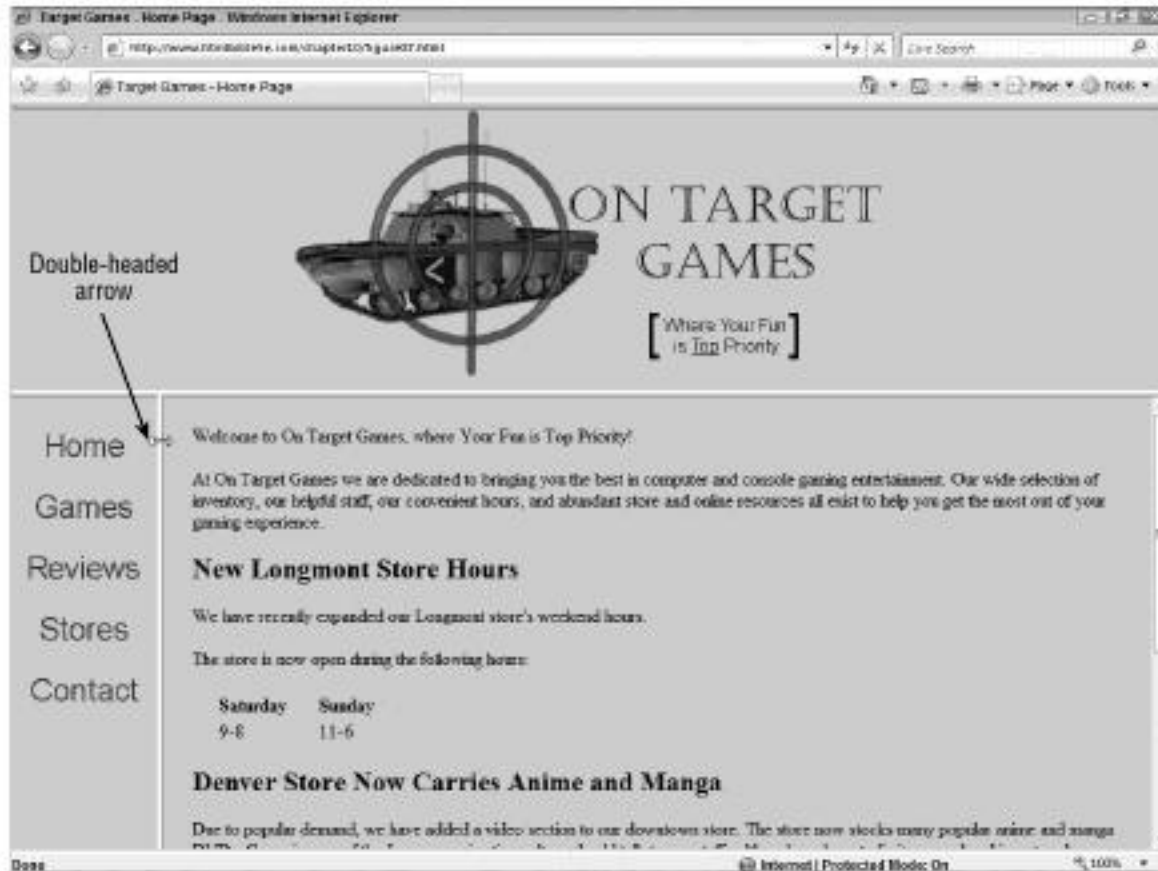 Target Games - Home Page - Windows Internet Explorer
Live Search
Target Games - Home Page
Page
Tools
ON TARGET
GAMES
Where Your Fun
is Top Priority
Double-headed
arrow
Home
Games
Reviews
Stores
Contact
Welcome to On Target Games, where Your Fun is Top Priority!
At On Target Games we are dedicated to bringing you the best in computer and console gaming entertainment. Our wide selection of
inventory, our helpful staff, our convenient hours, and abundant store and online resources all exist to help you get the most out of your
gaming experience.
New Longmont Store Hours
We have recently expanded our Longmont store's weekend hours.
The store is now open during the following hours:
Saturday Sunday
9-8 11-6
Denver Store Now Carries Anime and Manga
Due to popular demand, we have added a video section to our downtown store. The store now stocks many popular anime and manga
Done
Internet | Protected Mode: On
100%